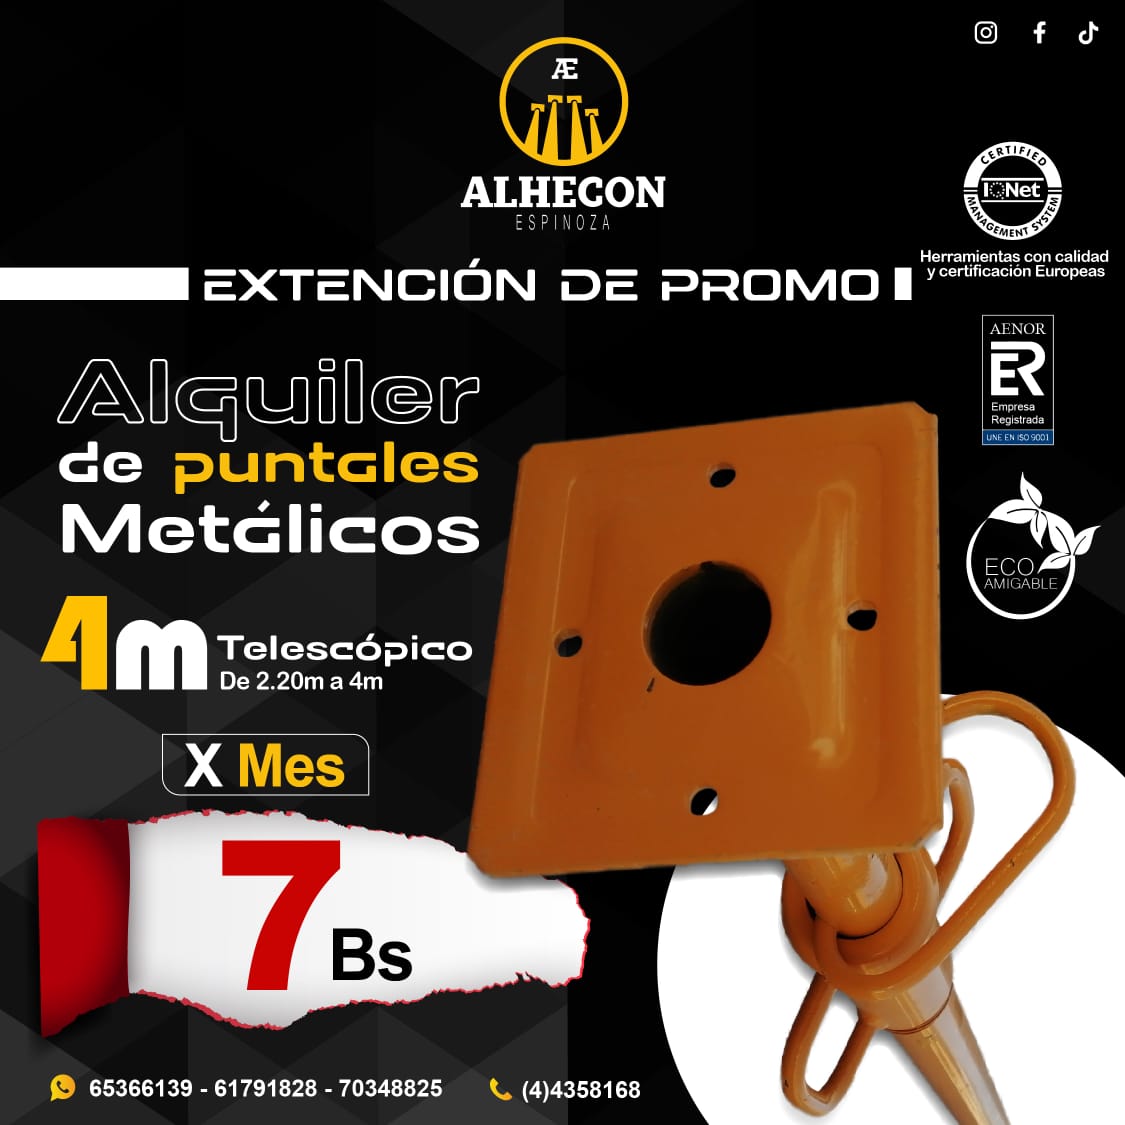 Æ
ALHECON
ESPINOZA
CERTIFIED
IQNet
MANAGEMENT SYSTEM
Herramientas con calidad
y certificación Europeas
EXTENCIÓN DE PROMO
AENOR
ER
Empresa
Registrada
UNE EN ISO 9001
Alquiler
de puntales
Metálicos
ECO
AMIGABLE
4m Telescópico
De 2.20m a 4m
X Mes
7 Bs
65366139 - 61791828 - 70348825
(4)4358168